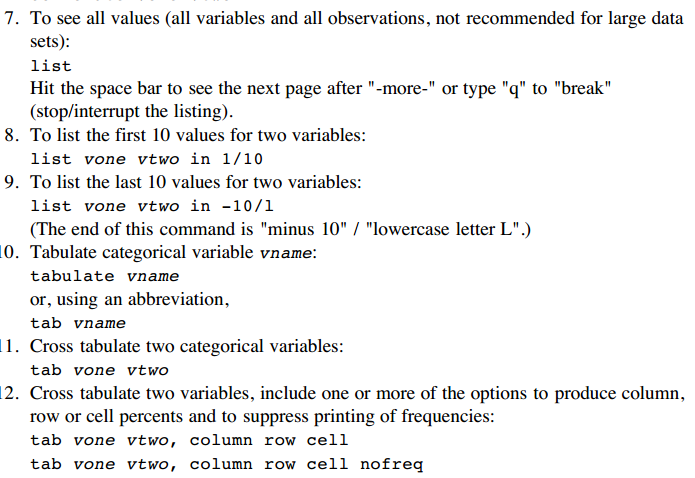 7. To see all values (all variables and all observations, not recommended for large data
sets):
list
Hit the space bar to see the next page after "-more-" or type "q" to "break"
(stop/interrupt the listing).
8. To list the first 10 values for two variables:
list vone vtwo in 1/10
9. To list the last 10 values for two variables:
list vone vtwo in -10/l
(The end of this command is "minus 10" / "lowercase letter L".)
10. Tabulate categorical variable vname:
tabulate vname
or, using an abbreviation,
tab vname
11. Cross tabulate two categorical variables:
tab vone vtwo
12. Cross tabulate two variables, include one or more of the options to produce column,
row or cell percents and to suppress printing of frequencies:
tab vone vtwo, column row cell
tab vone vtwo, column row cell nofreq